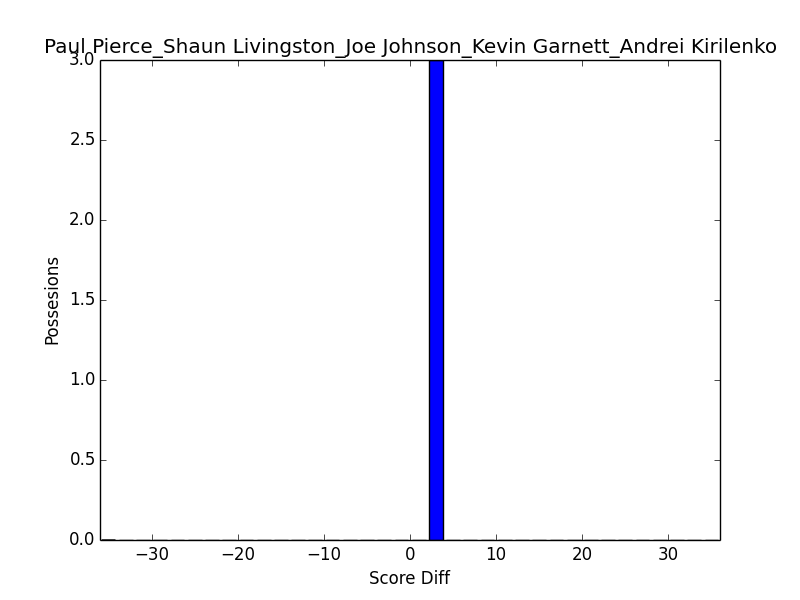 Paul Pierce_Shaun Livingston_Joe Johnson_Kevin Garnett_Andrei Kirilenko
3.0
2.5
2.0
1.5
1.0
0.5
0.0
Possesions
−30 −20 −10 0 10 20 30
Score Diff